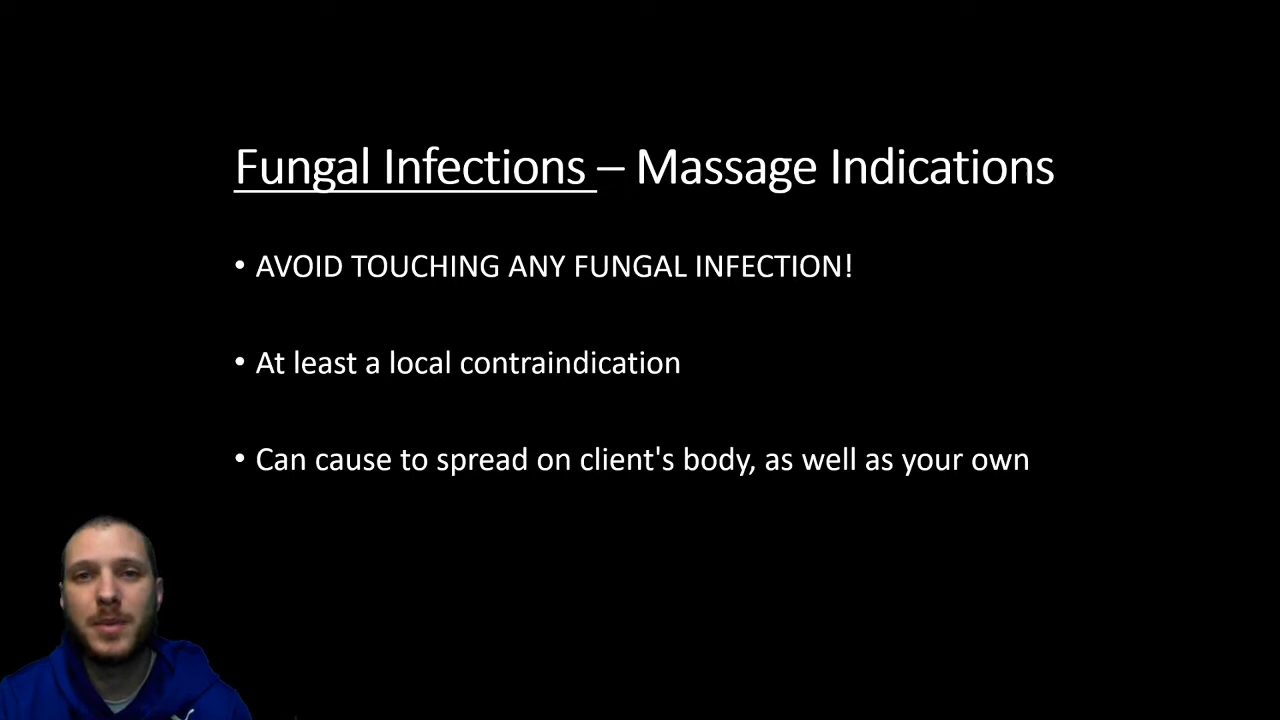 Fungal Infections – Massage Indications
• AVOID TOUCHING ANY FUNGAL INFECTION!
• At least a local contraindication
• Can cause to spread on client's body, as well as your own